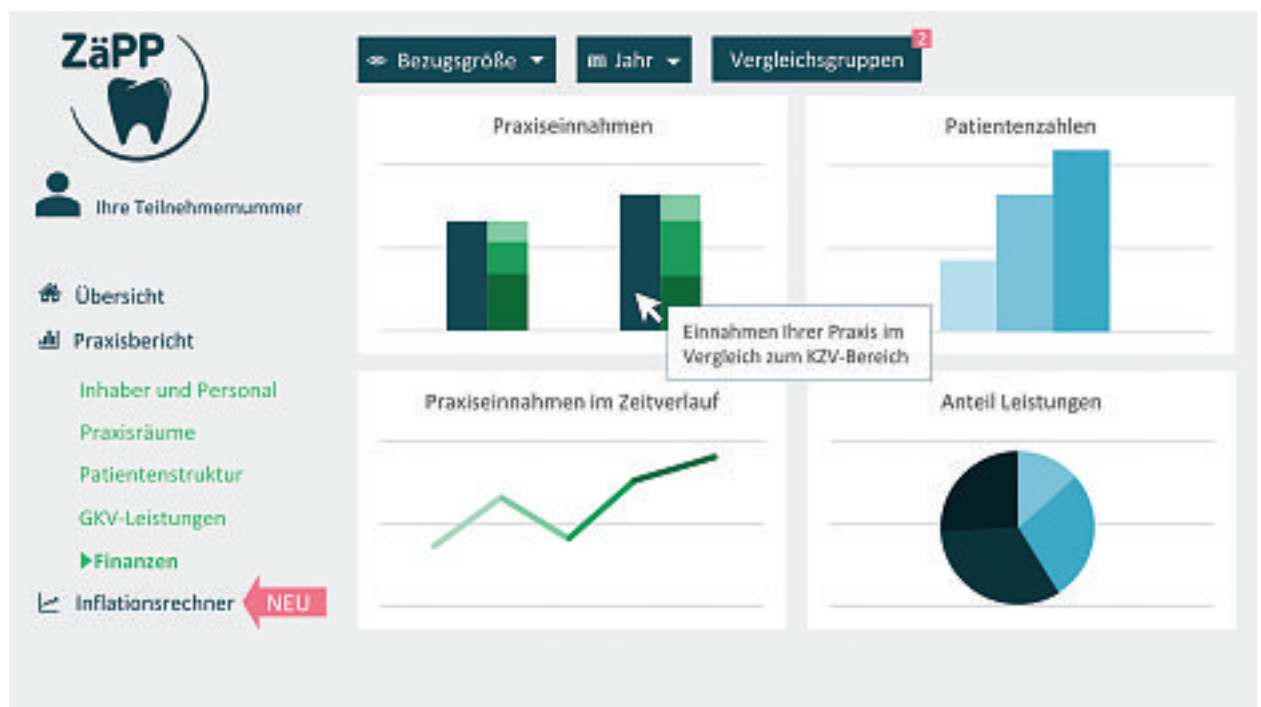 ZäPP
Ihre Teilnehmernummer
Übersicht
Praxisbericht
Inhaber und Personal
Praxisräume
Patientenstruktur
GKV-Leistungen
Finanzen
Inflationsrechner
NEU
Bezugsgröße
Jahr
Vergleichsgruppen
2
Praxiseinnahmen
Patientenzahlen
Einnahmen Ihrer Praxis im
Vergleich zum KZV-Bereich
Praxiseinnahmen im Zeitverlauf
Anteil Leistungen